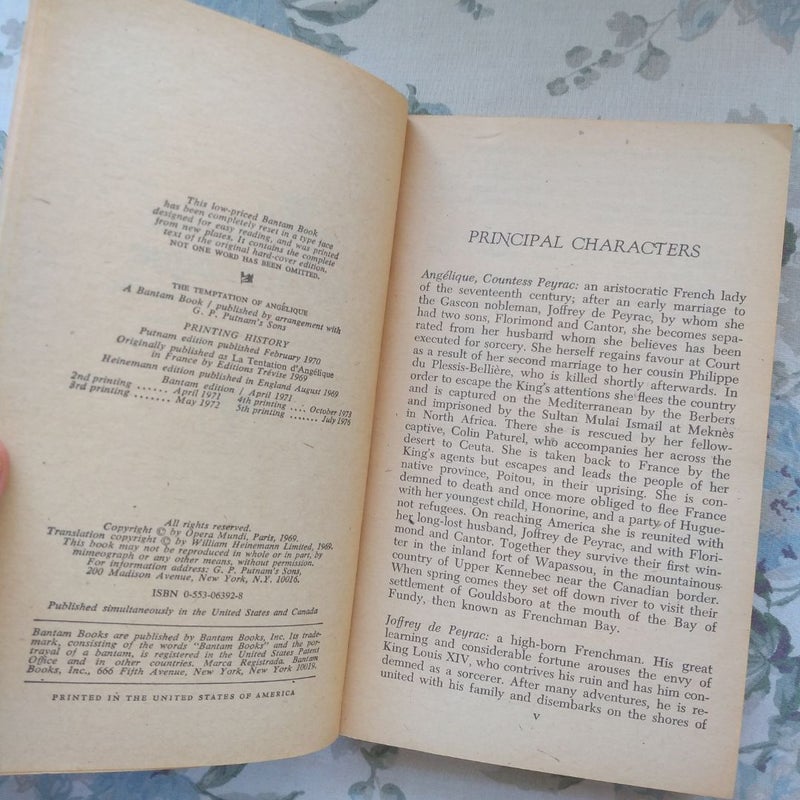 This low-priced Bantam Book
has been completely reset in a type face
designed for easy reading, and was printed
from new plates. It contains the complete
text of the original hard-cover edition.
NOT ONE WORD HAS BEEN OMITTED.
THE TEMPTATION OF ANGÉLIQUE
A Bantam Book / published by arrangement with
G. P. Putnam's Sons
PRINTING HISTORY
Putnam edition published February 1970
Originally published as La Tentation d'Angélique
in France by Editions Trévise 1969
Heinemann edition published in England August 1969
Bantam edition / April 1971
2nd printing ...... April 1971 4th printing .... October 1973
3rd printing ....... May 1972 5th printing ....... July 1976
All rights reserved.
Copyright © by Opera Mundi, Paris, 1969.
Translation copyright © by William Heinemann Limited, 1969.
This book may not be reproduced in whole or in part, by
mimeograph or any other means, without permission.
For information address: G. P. Putnam's Sons,
200 Madison Avenue, New York, N.Y. 10016.
ISBN 0-553-06392-8
Published simultaneously in the United States and Canada
Bantam Books are published by Bantam Books, Inc. Its trade-
mark, consisting of the words "Bantam Books" and the por-
trayal of a bantam, is registered in the United States Patent
Office and in other countries. Marca Registrada. Bantam
Books, Inc., 666 Fifth Avenue, New York, New York 10019.
PRINTED IN THE UNITED STATES OF AMERICA
PRINCIPAL CHARACTERS
Angélique, Countess Peyrac: an aristocratic French lady
of the seventeenth century; after an early marriage to
the Gascon nobleman, Joffrey de Peyrac, by whom she
had two sons, Florimond and Cantor, she becomes sepa-
rated from her husband whom she believes has been
executed for sorcery. She herself regains favour at Court
as a result of her second marriage to her cousin Philippe
du Plessis-Bellière, who is killed shortly afterwards. In
order to escape the King's attentions she flees the country
and is captured on the Mediterranean by the Berbers
and imprisoned by the Sultan Mulai Ismaïl at Meknès
in North Africa. There she is rescued by her fellow-
captive, Colin Paturel, who accompanies her across the
desert to Ceuta. She is taken back to France by the
King's agents but escapes and leads the people of her
native province, Poitou, in their uprising. She is con-
demned to death and once more obliged to flee France
with her youngest child, Honorine, and a party of Hugue-
not refugees. On reaching America she is reunited with
her long-lost husband, Joffrey de Peyrac, and with Flori-
mond and Cantor. Together they survive their first win-
ter in the inland fort of Wapassou, in the mountainous
country of Upper Kennebec near the Canadian border.
When spring comes they set off down river to visit their
settlement of Gouldsboro at the mouth of the Bay of
Fundy, then known as Frenchman Bay.
Joffrey de Peyrac: a high-born Frenchman. His great
learning and considerable fortune arouses the envy of
King Louis XIV, who contrives his ruin and has him con-
demned as a sorcerer. After many adventures, he is re-
united with his family and disembarks on the shores of
v